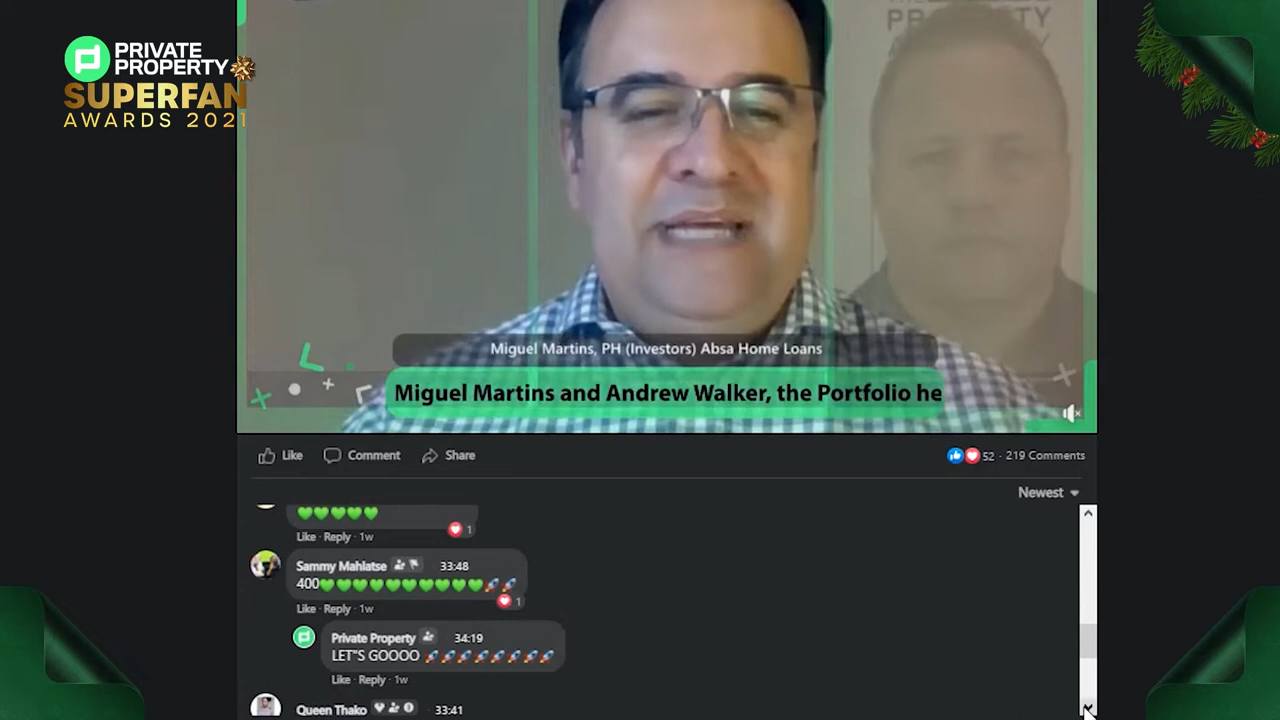 PRIVATE
PROPERTY
SUPERFAN
AWARDS 2021
PROPERTY
Miguel Martins, PH (Investors) Absa Home Loans
Miguel Martins and Andrew Walker, the Portfolio he
Like Comment Share 52 · 219 Comments
Newest
💚💚💚💚💚
1
Like · Reply · 1w
Sammy Mahlatse 33:48
400💚💚💚💚💚💚💚💚💚💚🚀🚀
1
Like · Reply · 1w
Private Property 34:19
LET"S GOOOO 🚀🚀🚀🚀🚀🚀🚀🚀
Like · Reply · 1w
Queen Thako · 33:41